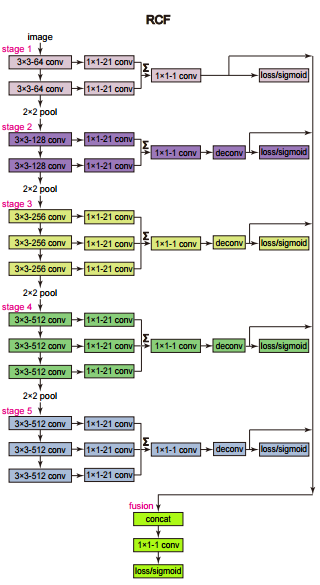 RCF
image
stage 1
3×3-64 conv 1×1-21 conv Σ
1×1-1 conv loss/sigmoid
3×3-64 conv 1×1-21 conv
2×2 pool
stage 2
3×3-128 conv 1×1-21 conv Σ
1×1-1 conv deconv loss/sigmoid
3×3-128 conv 1×1-21 conv
2×2 pool
stage 3
3×3-256 conv 1×1-21 conv Σ
3×3-256 conv 1×1-21 conv 1×1-1 conv deconv loss/sigmoid
3×3-256 conv 1×1-21 conv
2×2 pool
stage 4
3×3-512 conv 1×1-21 conv Σ
3×3-512 conv 1×1-21 conv 1×1-1 conv deconv loss/sigmoid
3×3-512 conv 1×1-21 conv
2×2 pool
stage 5
3×3-512 conv 1×1-21 conv Σ
3×3-512 conv 1×1-21 conv 1×1-1 conv deconv loss/sigmoid
3×3-512 conv 1×1-21 conv
fusion
concat
1×1-1 conv
loss/sigmoid